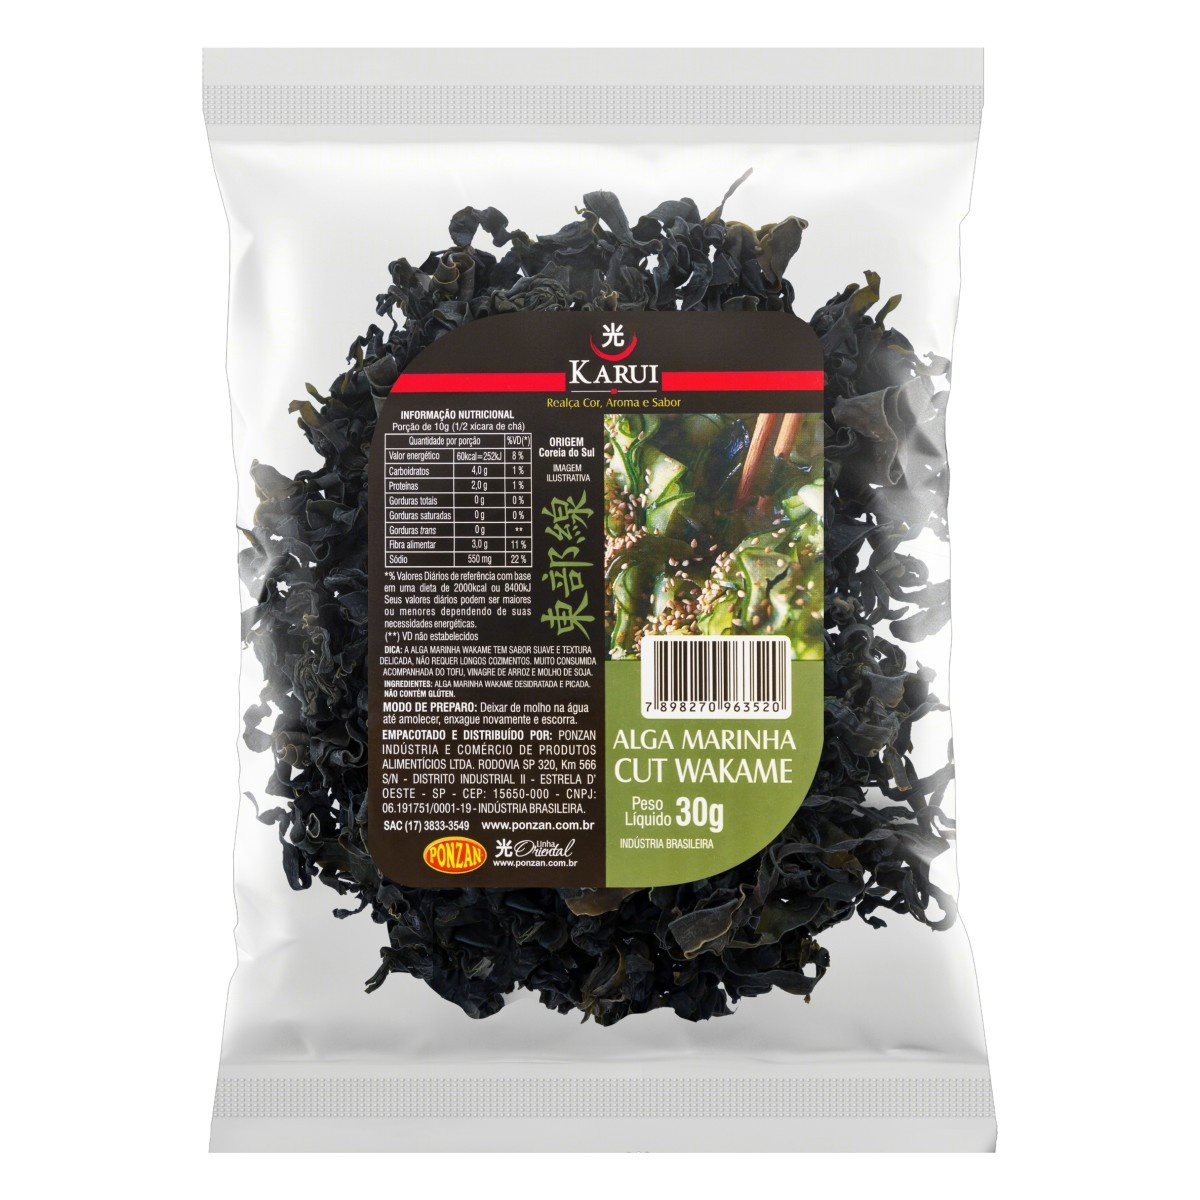 光
KARUI
Realça Cor, Aroma e Sabor
INFORMAÇÃO NUTRICIONAL
Porção de 10g (1/2 xícara de chá)
Quantidade por porção %VD(*)
Valor energético 60kcal=252kJ 8 %
Carboidratos 4,0 g 1 %
Proteínas 2,0 g 1 %
Gorduras totais 0 g 0 %
Gorduras saturadas 0 g 0 %
Gorduras trans 0 g **
Fibra alimentar 3,0 g 11 %
Sódio 550 mg 22 %
*% Valores Diários de referência com base
em uma dieta de 2000kcal ou 8400kJ
Seus valores diários podem ser maiores
ou menores dependendo de suas
necessidades energéticas.
(**) VD não estabelecidos
ORIGEM
Coreia do Sul
IMAGEM
ILUSTRATIVA
東部線
DICA: A ALGA MARINHA WAKAME TEM SABOR SUAVE E TEXTURA
DELICADA, NÃO REQUER LONGOS COZIMENTOS. MUITO CONSUMIDA
ACOMPANHADA DO TOFU, VINAGRE DE ARROZ E MOLHO DE SOJA.
INGREDIENTES: ALGA MARINHA WAKAME DESIDRATADA E PICADA.
NÃO CONTÉM GLÚTEN.
MODO DE PREPARO: Deixar de molho na água
até amolecer, enxague novamente e escorra.
EMPACOTADO E DISTRIBUÍDO POR: PONZAN
INDÚSTRIA E COMÉRCIO DE PRODUTOS
ALIMENTÍCIOS LTDA. RODOVIA SP 320, Km 566
S/N - DISTRITO INDUSTRIAL II - ESTRELA D'
OESTE - SP - CEP: 15650-000 - CNPJ:
06.191751/0001-19 - INDÚSTRIA BRASILEIRA.
SAC (17) 3833-3549 www.ponzan.com.br
PONZAN
光 Linha
Oriental
www.ponzan.com.br
7 898270 963520
ALGA MARINHA
CUT WAKAME
Peso
Líquido 30g
INDÚSTRIA BRASILEIRA